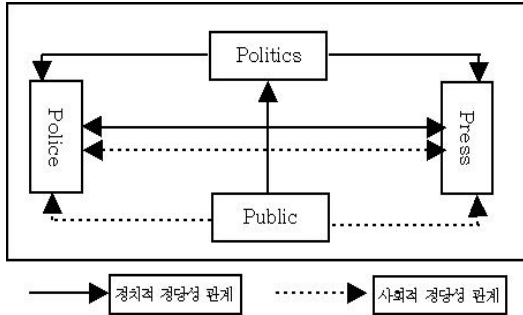 Politics
Police
Press
Public
정치적 정당성 관계
사회적 정당성 관계